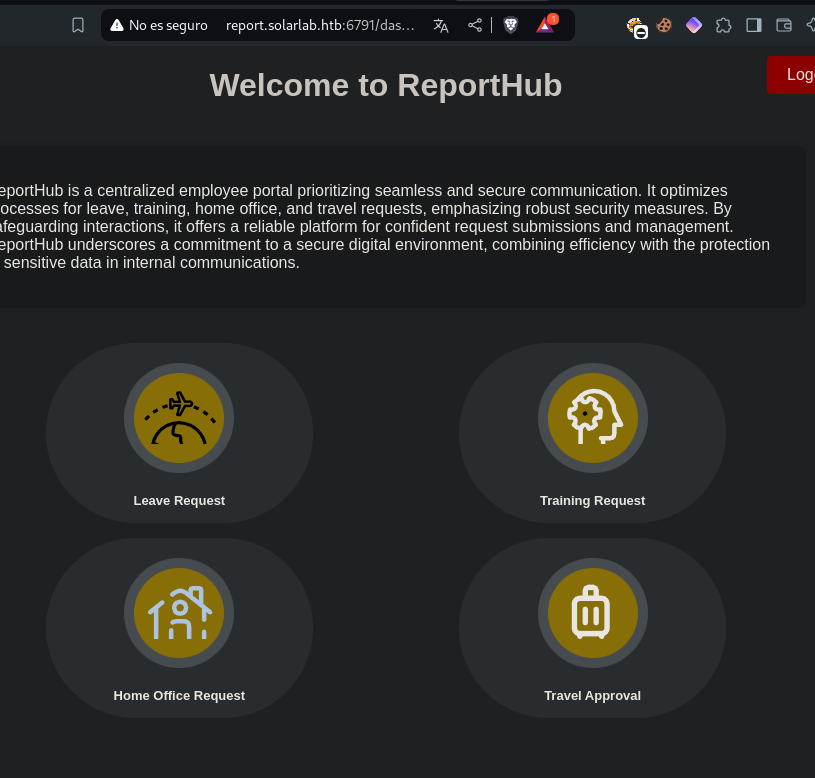 No es seguro report.solarlab.htb:6791/das...
1
Welcome to ReportHub
eportHub is a centralized employee portal prioritizing seamless and secure communication. It optimizes
ocesses for leave, training, home office, and travel requests, emphasizing robust security measures. By
afeguarding interactions, it offers a reliable platform for confident request submissions and management.
eportHub underscores a commitment to a secure digital environment, combining efficiency with the protection
sensitive data in internal communications.
Leave Request
Training Request
Home Office Request
Travel Approval